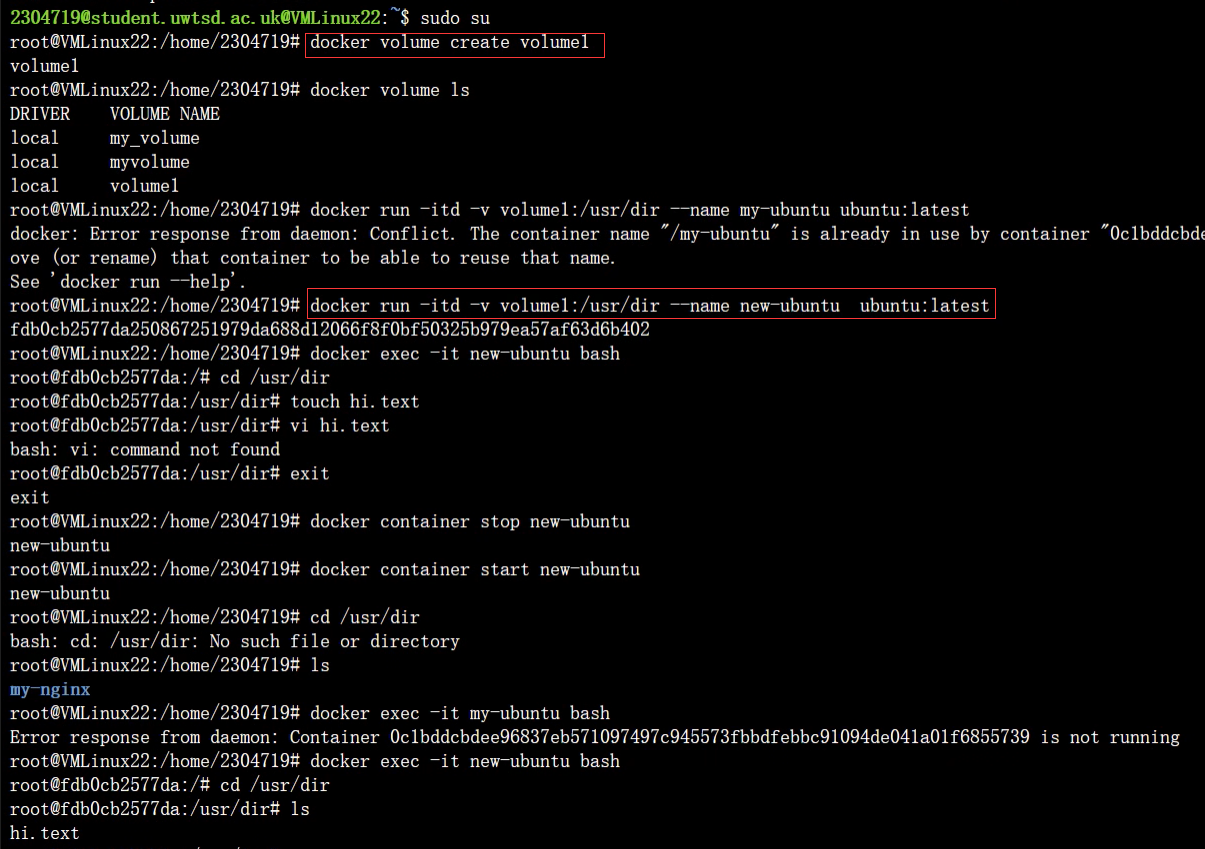 2304719@student.uwtsd.ac.uk@VMLinux22:~$ sudo su
root@VMLinux22:/home/2304719# docker volume create volume1
volume1
root@VMLinux22:/home/2304719# docker volume ls
DRIVER    VOLUME NAME
local     my_volume
local     myvolume
local     volume1
root@VMLinux22:/home/2304719# docker run -itd -v volume1:/usr/dir --name my-ubuntu ubuntu:latest
docker: Error response from daemon: Conflict. The container name "/my-ubuntu" is already in use by container "0c1bddcbde
ove (or rename) that container to be able to reuse that name.
See 'docker run --help'.
root@VMLinux22:/home/2304719# docker run -itd -v volume1:/usr/dir --name new-ubuntu  ubuntu:latest
fdb0cb2577da250867251979da688d12066f8f0bf50325b979ea57af63d6b402
root@VMLinux22:/home/2304719# docker exec -it new-ubuntu bash
root@fdb0cb2577da:/# cd /usr/dir
root@fdb0cb2577da:/usr/dir# touch hi.text
root@fdb0cb2577da:/usr/dir# vi hi.text
bash: vi: command not found
root@fdb0cb2577da:/usr/dir# exit
exit
root@VMLinux22:/home/2304719# docker container stop new-ubuntu
new-ubuntu
root@VMLinux22:/home/2304719# docker container start new-ubuntu
new-ubuntu
root@VMLinux22:/home/2304719# cd /usr/dir
bash: cd: /usr/dir: No such file or directory
root@VMLinux22:/home/2304719# ls
my-nginx
root@VMLinux22:/home/2304719# docker exec -it my-ubuntu bash
Error response from daemon: Container 0c1bddcbdee96837eb571097497c945573fbbdfebbc91094de041a01f6855739 is not running
root@VMLinux22:/home/2304719# docker exec -it new-ubuntu bash
root@fdb0cb2577da:/# cd /usr/dir
root@fdb0cb2577da:/usr/dir# ls
hi.text